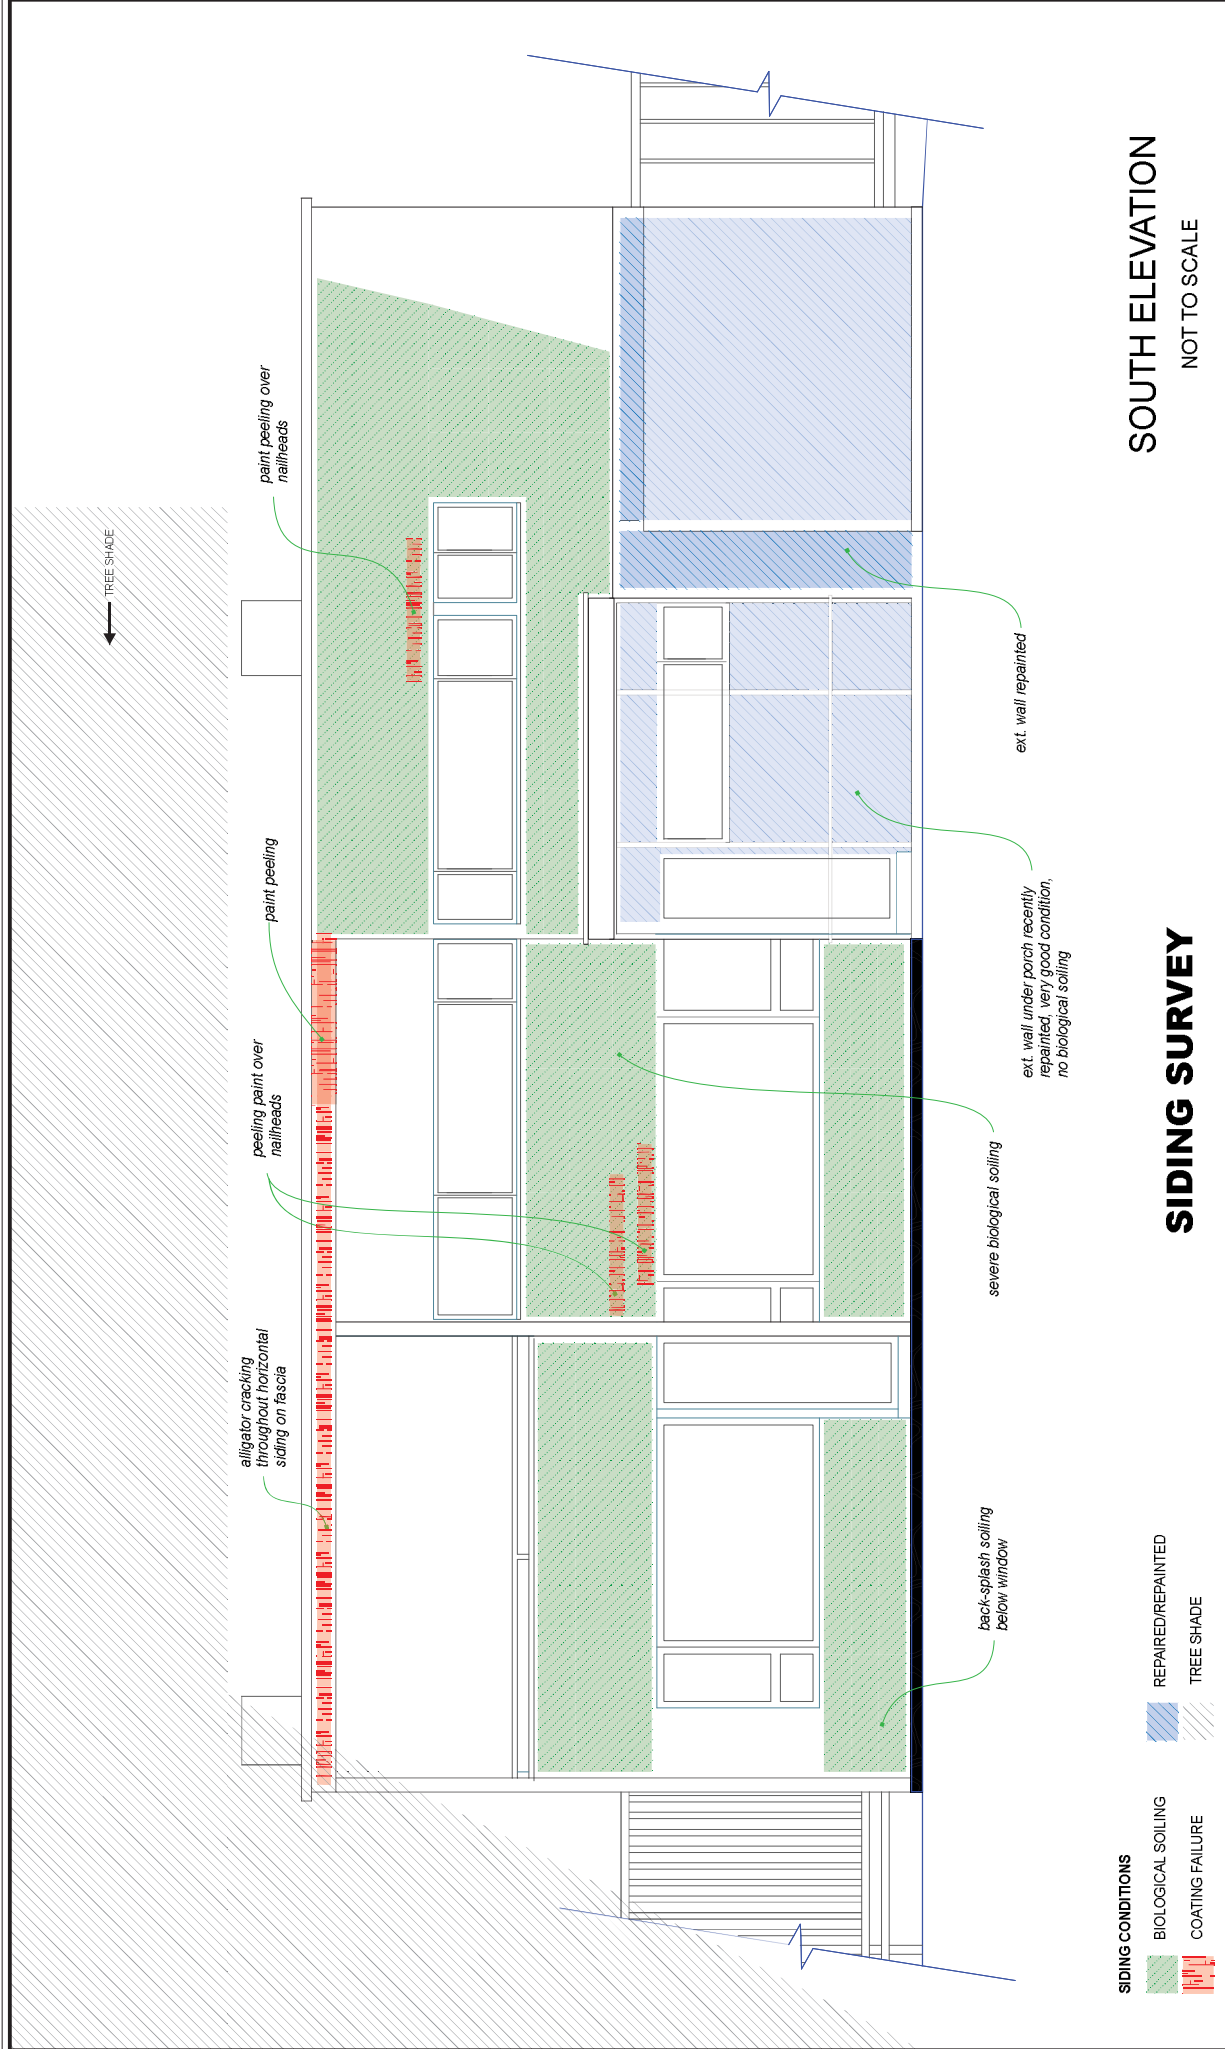 TREE SHADE
alligator cracking
throughout horizontal
siding on fascia
peeling paint over
nailheads
paint peeling
paint peeling over
nailheads
back-splash soiling
below window
severe biological soiling
ext. wall under porch recently
repainted, very good condition,
no biological soiling
ext. wall repainted
SIDING CONDITIONS
BIOLOGICAL SOILING
COATING FAILURE
REPAIRED/REPAINTED
TREE SHADE
SIDING SURVEY
SOUTH ELEVATION
NOT TO SCALE